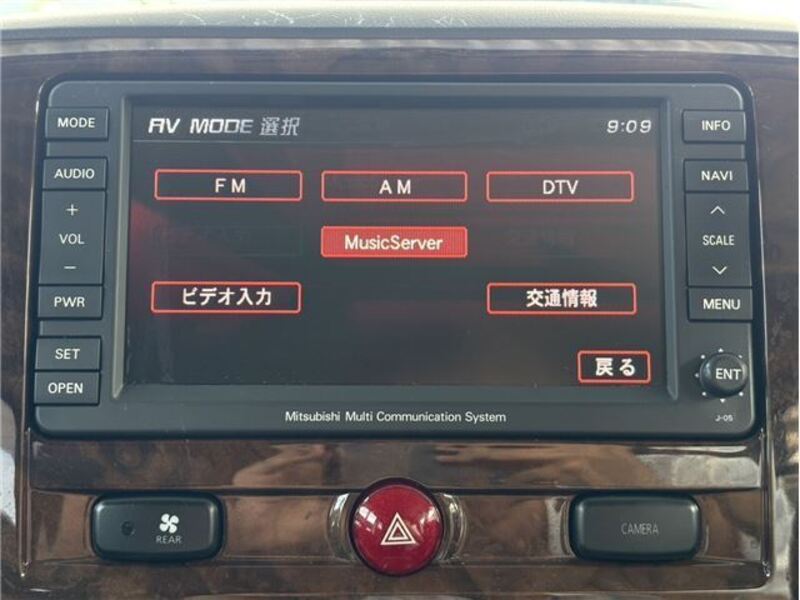 MODE
AV MODE 選択
9:09
INFO
AUDIO
FM
AM
DTV
NAVI
+
VOL
−
MusicServer
SCALE
PWR
ビデオ入力
交通情報
MENU
SET
戻る
ENT
OPEN
J-05
Mitsubishi Multi Communication System
REAR
CAMERA